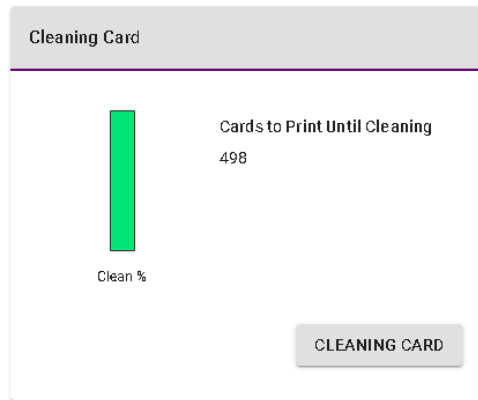 Cleaning Card
Cards to Print Until Cleaning
498
Clean %
CLEANING CARD